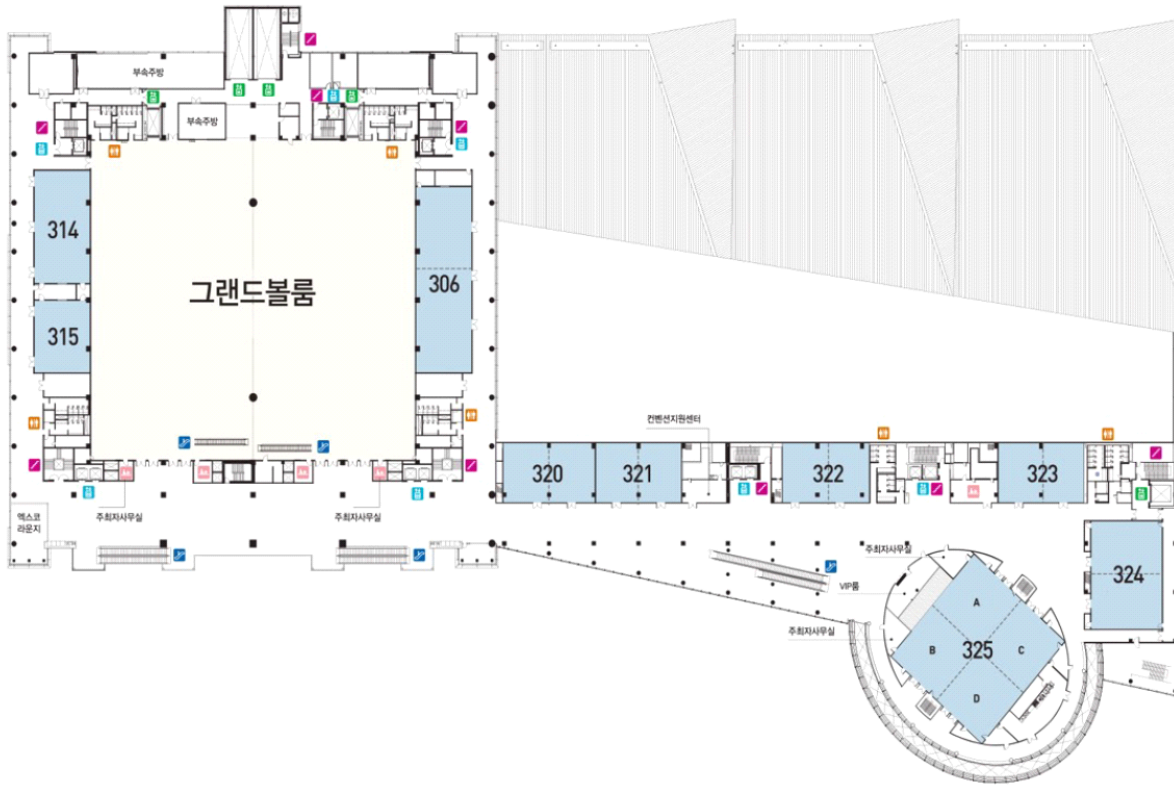 부속주방
부속주방
314
315
그랜드볼룸
306
컨벤션지원센터
320
321
322
323
엑스코
라운지
주최자사무실
주최자사무실
주최자사무실
VIP룸
주최자사무실
324
A
B
325
C
D